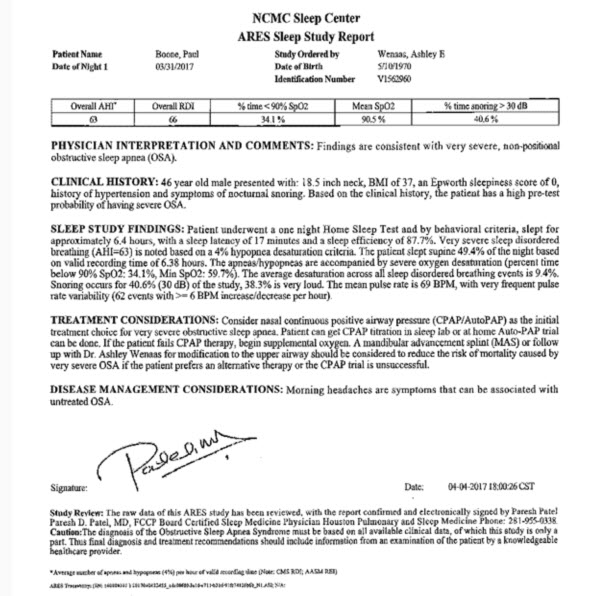 NCMC Sleep Center
ARES Sleep Study Report
Patient Name Boone, Paul Study Ordered by Wensas, Ashley E
Date of Night 1 03/31/2017 Date of Birth 5/10/1970
Identification Number V1562960
Overall AHI* Overall RDI % time < 90% SpO2 Mean SpO2 % time snoring > 30 dB
63 66 34.1% 90.5% 40.6%
PHYSICIAN INTERPRETATION AND COMMENTS: Findings are consistent with very severe, non-positional
obstructive sleep apnea (OSA).
CLINICAL HISTORY: 46 year old male presented with: 18.5 inch neck, BMI of 37, an Epworth sleepiness score of 0,
history of hypertension and symptoms of nocturnal snoring. Based on the clinical history, the patient has a high pre-test
probability of having severe OSA.
SLEEP STUDY FINDINGS: Patient underwent a one night Home Sleep Test and by behavioral criteria, slept for
approximately 6.4 hours, with a sleep latency of 17 minutes and a sleep efficiency of 87.7%. Very severe sleep disordered
breathing (AHI=63) is noted based on a 4% hypopnea desaturation criteria. The patient slept supine 49.4% of the night based
on valid recording time of 6.38 hours. The apneas/hypopneas are accompanied by severe oxygen desaturation (percent time
below 90% SpO2: 34.1%, Min SpO2: 59.7%). The average desaturation across all sleep disordered breathing events is 9.4%.
Snoring occurs for 40.6% (30 dB) of the study, 38.3% is very loud. The mean pulse rate is 69 BPM, with very frequent pulse
rate variability (62 events with >= 6 BPM increase/decrease per hour).
TREATMENT CONSIDERATIONS: Consider nasal continuous positive airway pressure (CPAP/AutoPAP) as the initial
treatment choice for very severe obstructive sleep apnea. Patient can get CPAP titration in sleep lab or at home Auto-PAP trial
can be done. If the patient fails CPAP therapy, begin supplemental oxygen. A mandibular advancement splint (MAS) or follow
up with Dr. Ashley Wenaas for modification to the upper airway should be considered to reduce the risk of mortality caused by
very severe OSA if the patient prefers an alternative therapy or the CPAP trial is unsuccessful.
DISEASE MANAGEMENT CONSIDERATIONS: Morning headaches are symptoms that can be associated with
untreated OSA.
Signature: Date: 04-04-2017 18:00:26 CST
Study Review: The raw data of this ARES study has been reviewed, with the report confirmed and electronically signed by Paresh Patel
Paresh D. Patel, MD, FCCP Board Certified Sleep Medicine Physician Houston Pulmonary and Sleep Medicine Phone: 281-955-0338.
Caution: The diagnosis of the Obstructive Sleep Apnea Syndrome must be based on all available clinical data, of which this study is only a
part. Thus final diagnosis and treatment recommendations should include information from an examination of the patient by a knowledgeable
healthcare provider.
*Average number of apneas and hypopneas (4%) per hour of valid recording time (Note: CMS RDI; AASM REI)